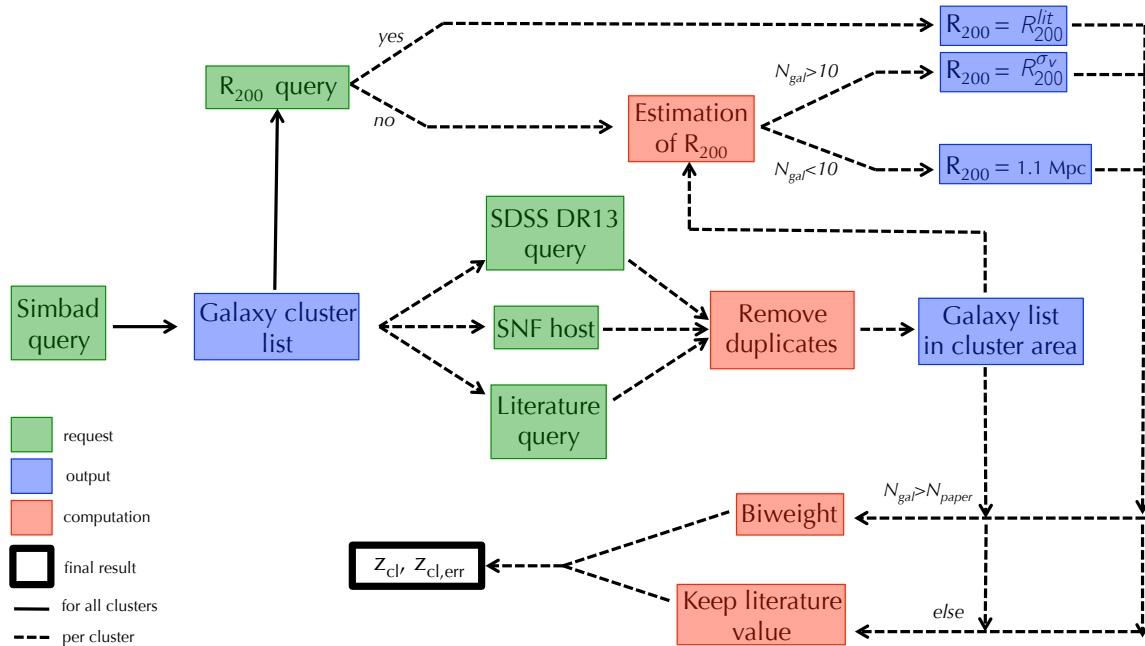 R200 = R200^lit
yes
R200 query
Ngal>10
R200 = R200^σv
no
Estimation
of R200
Ngal<10
R200 = 1.1 Mpc
SDSS DR13
query
Simbad
query
Galaxy cluster
list
SNF host
Remove
duplicates
Galaxy list
in cluster area
Literature
query
request
output
computation
final result
for all clusters
per cluster
Ngal>Npaper
Biweight
zcl, zcl,err
Keep literature
value
else